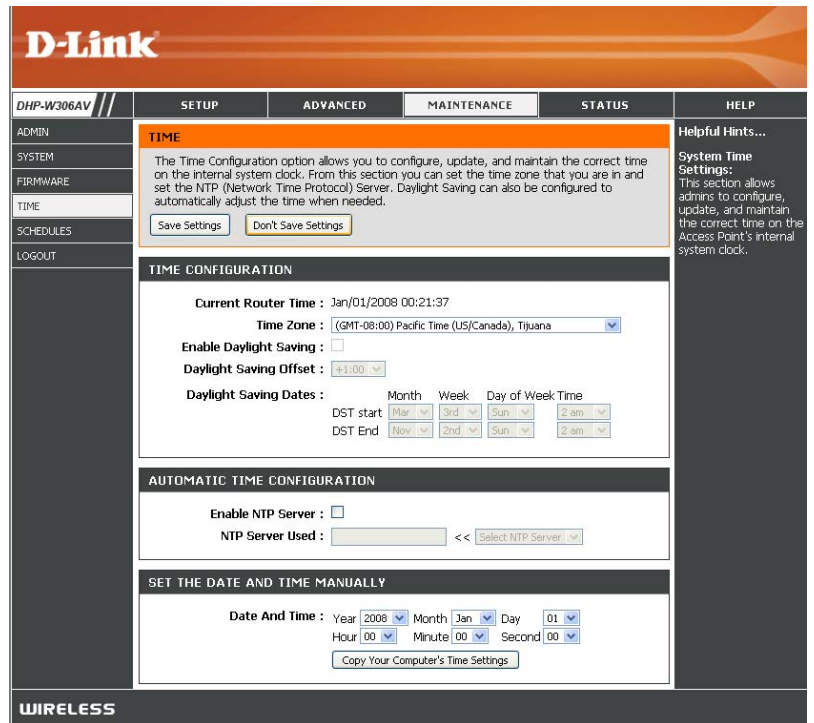 D-Link
DHP-W306AV
SETUP
ADVANCED
MAINTENANCE
STATUS
HELP
ADMIN
SYSTEM
FIRMWARE
TIME
SCHEDULES
LOGOUT
TIME
The Time Configuration option allows you to configure, update, and maintain the correct time
on the internal system clock. From this section you can set the time zone that you are in and
set the NTP (Network Time Protocol) Server. Daylight Saving can also be configured to
automatically adjust the time when needed.
Save Settings Don't Save Settings
TIME CONFIGURATION
Current Router Time : Jan/01/2008 00:21:37
Time Zone : (GMT-08:00) Pacific Time (US/Canada), Tijuana
Enable Daylight Saving :
Daylight Saving Offset : +1:00
Daylight Saving Dates : Month Week Day of Week Time
DST start Mar 3rd Sun 2 am
DST End Nov 2nd Sun 2 am
AUTOMATIC TIME CONFIGURATION
Enable NTP Server :
NTP Server Used : << Select NTP Server
SET THE DATE AND TIME MANUALLY
Date And Time : Year 2008 Month Jan Day 01
Hour 00 Minute 00 Second 00
Copy Your Computer's Time Settings
Helpful Hints...
System Time
Settings:
This section allows
admins to configure,
update, and maintain
the correct time on the
Access Point's internal
system clock.
WIRELESS